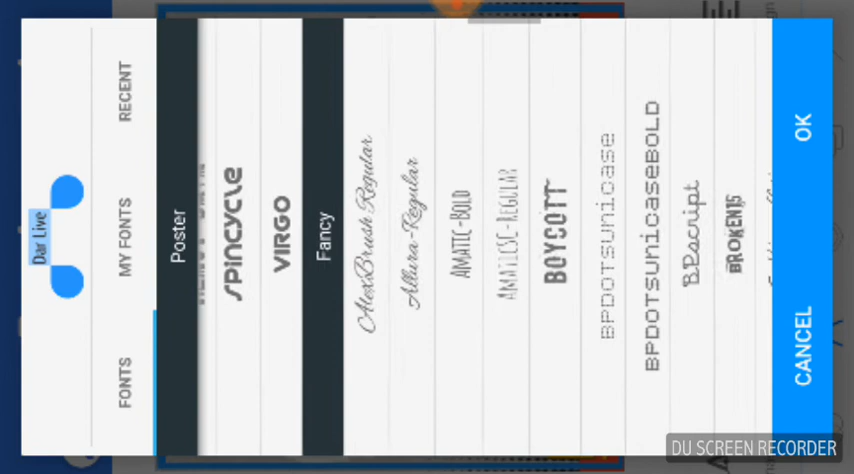 Dar Live
FONTS
MY FONTS
RECENT
Poster
SPINCYCLE
VIRGO
Fancy
AlexBrush Regular
Allura-Regular
AMATIC-BOLD
AMATICSC-REGULAR
BOYCOTT
BPDOTSUNICASE
BPDOTSUNICASEBOLD
BPscript
BROKEN15
CANCEL
OK
DU SCREEN RECORDER